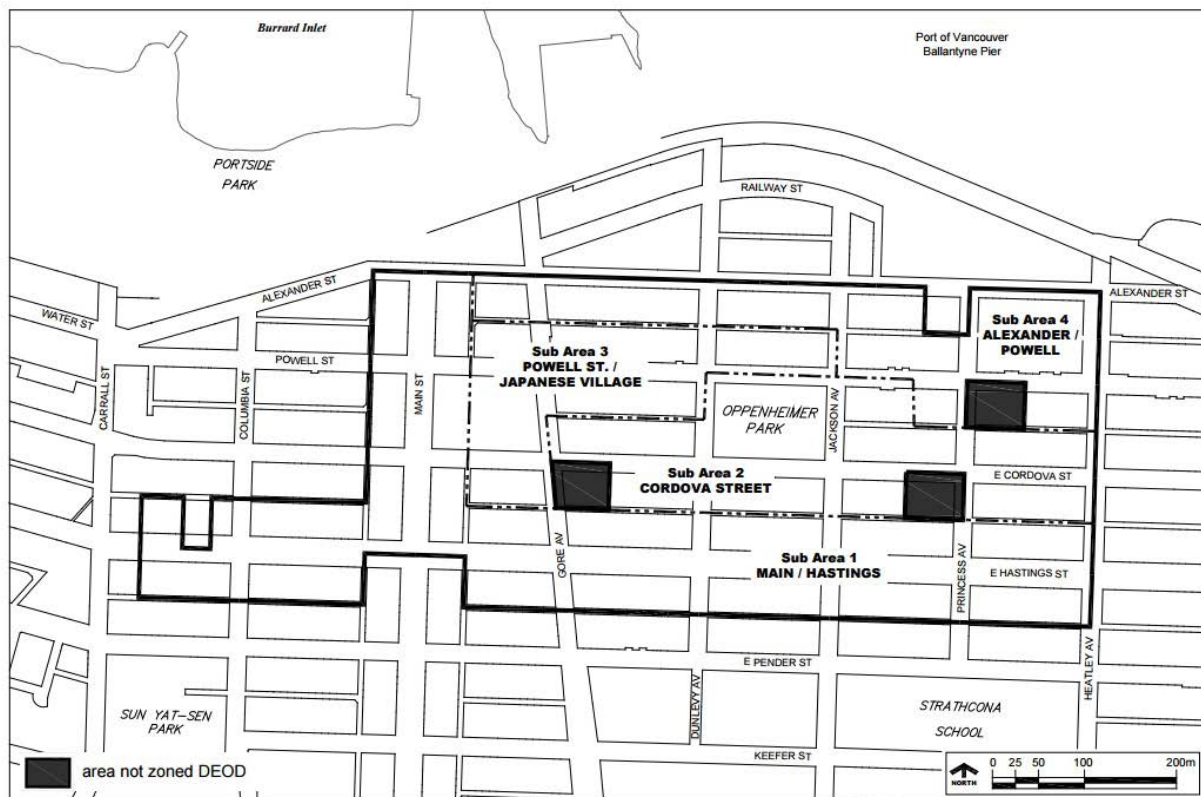 Burrard Inlet
Port of Vancouver
Ballantyne Pier
PORTSIDE
PARK
RAILWAY ST
ALEXANDER ST
ALEXANDER ST
WATER ST
Sub Area 4
ALEXANDER /
POWELL
Sub Area 3
POWELL ST. /
JAPANESE VILLAGE
POWELL ST
CARRALL ST
COLUMBIA ST
MAIN ST
OPPENHEIMER
PARK
JACKSON AV
Sub Area 2
CORDOVA STREET
E CORDOVA ST
GORE AV
Sub Area 1
MAIN / HASTINGS
PRINCESS AV
E HASTINGS ST
E PENDER ST
HEATLEY AV
DUNLEVY AV
SUN YAT-SEN
PARK
STRATHCONA
SCHOOL
KEEFER ST
area not zoned DEOD
NORTH
0 25 50 100 200m